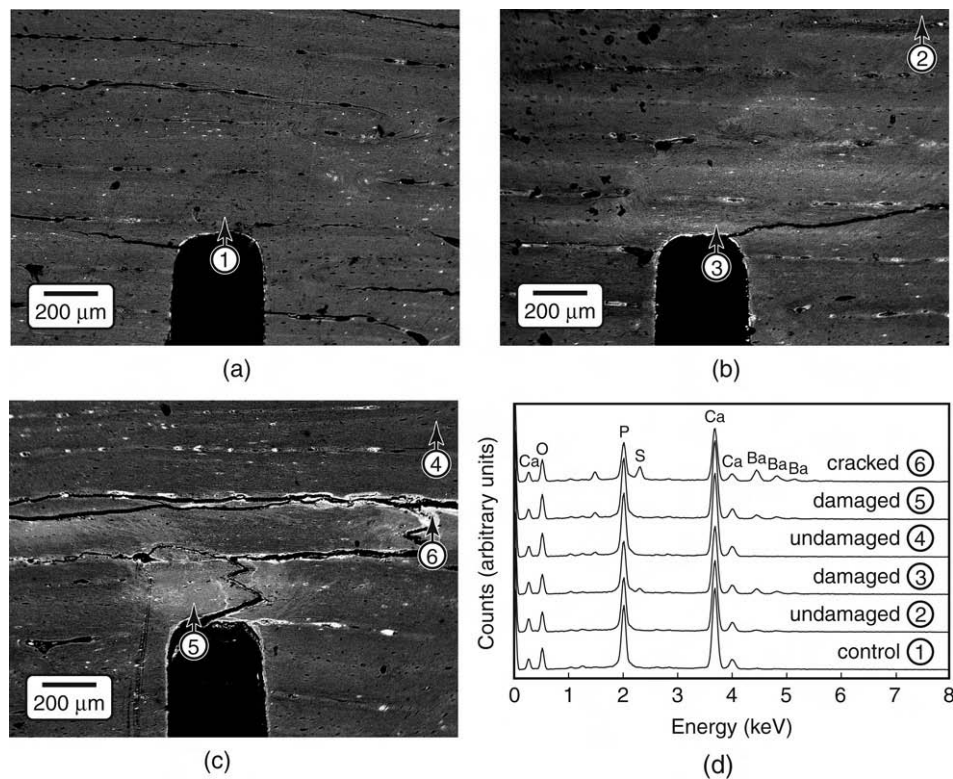 1
200 μm
(a)
2
3
200 μm
(b)
4
6
5
200 μm
(c)
Counts (arbitrary units)
Ca
O
P
S
Ca
Ca
Ba
Ba
Ba
cracked 6
damaged 5
undamaged 4
damaged 3
undamaged 2
control 1
0 1 2 3 4 5 6 7 8
Energy (keV)
(d)